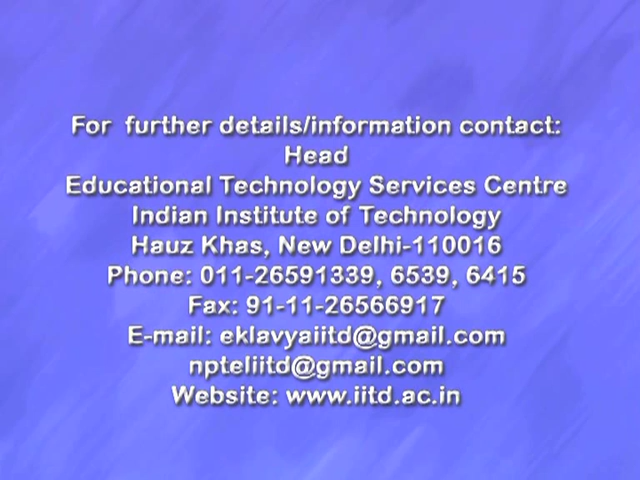 For further details/information contact:
Head
Educational Technology Services Centre
Indian Institute of Technology
Hauz Khas, New Delhi-110016
Phone: 011-26591339, 6539, 6415
Fax: 91-11-26566917
E-mail: eklavyaiitd@gmail.com
npteliitd@gmail.com
Website: www.iitd.ac.in